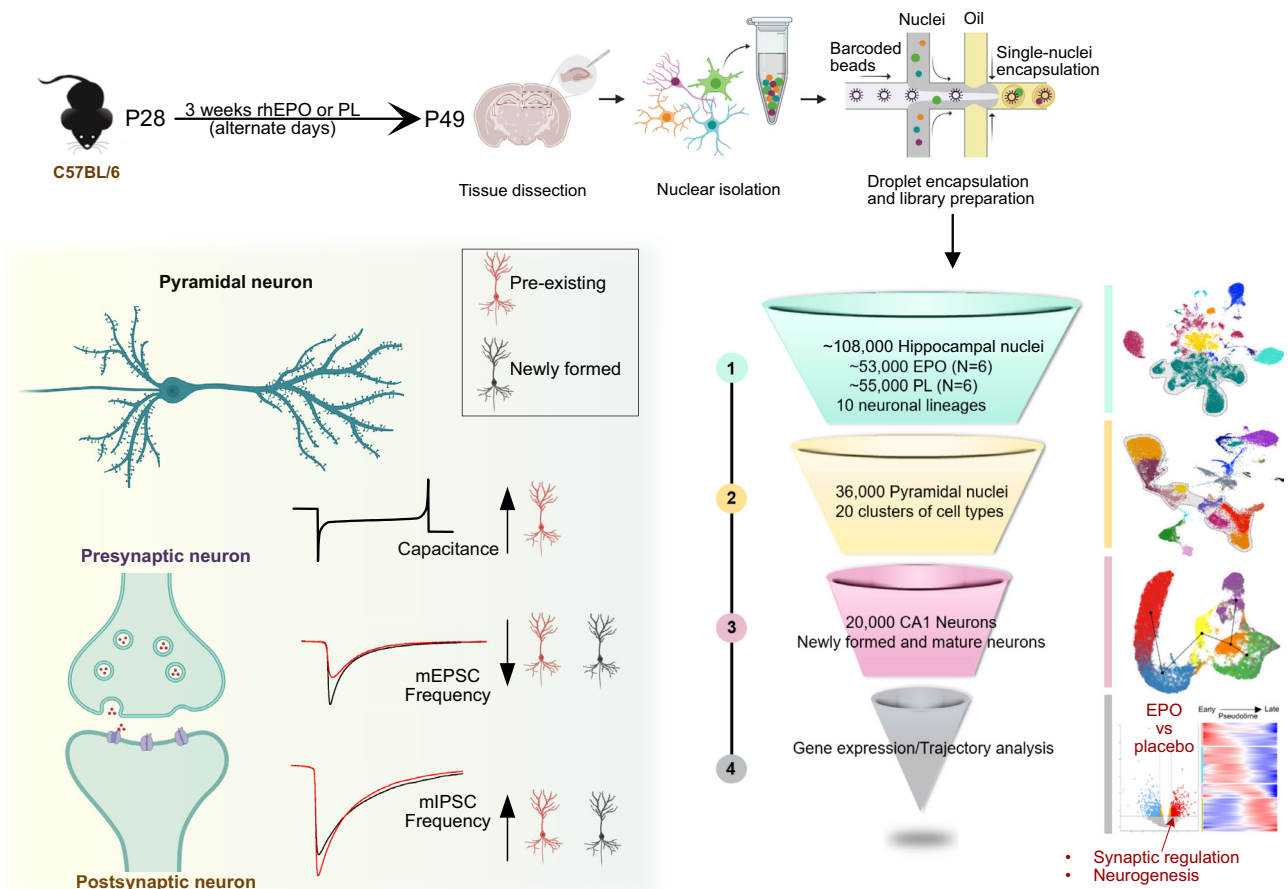 Nuclei
Oil
Barcoded
beads
Single-nuclei
encapsulation
P28
3 weeks rhEPO or PL
(alternate days)
P49
C57BL/6
Tissue dissection
Nuclear isolation
Droplet encapsulation
and library preparation
Pyramidal neuron
Pre-existing
Newly formed
Capacitance
Presynaptic neuron
mEPSC
Frequency
mIPSC
Frequency
Postsynaptic neuron
1
~108,000 Hippocampal nuclei
~53,000 EPO (N=6)
~55,000 PL (N=6)
10 neuronal lineages
2
36,000 Pyramidal nuclei
20 clusters of cell types
3
20,000 CA1 Neurons
Newly formed and mature neurons
4
Gene expression/Trajectory analysis
EPO
vs
placebo
Early
Late
Pseudotime
• Synaptic regulation
• Neurogenesis